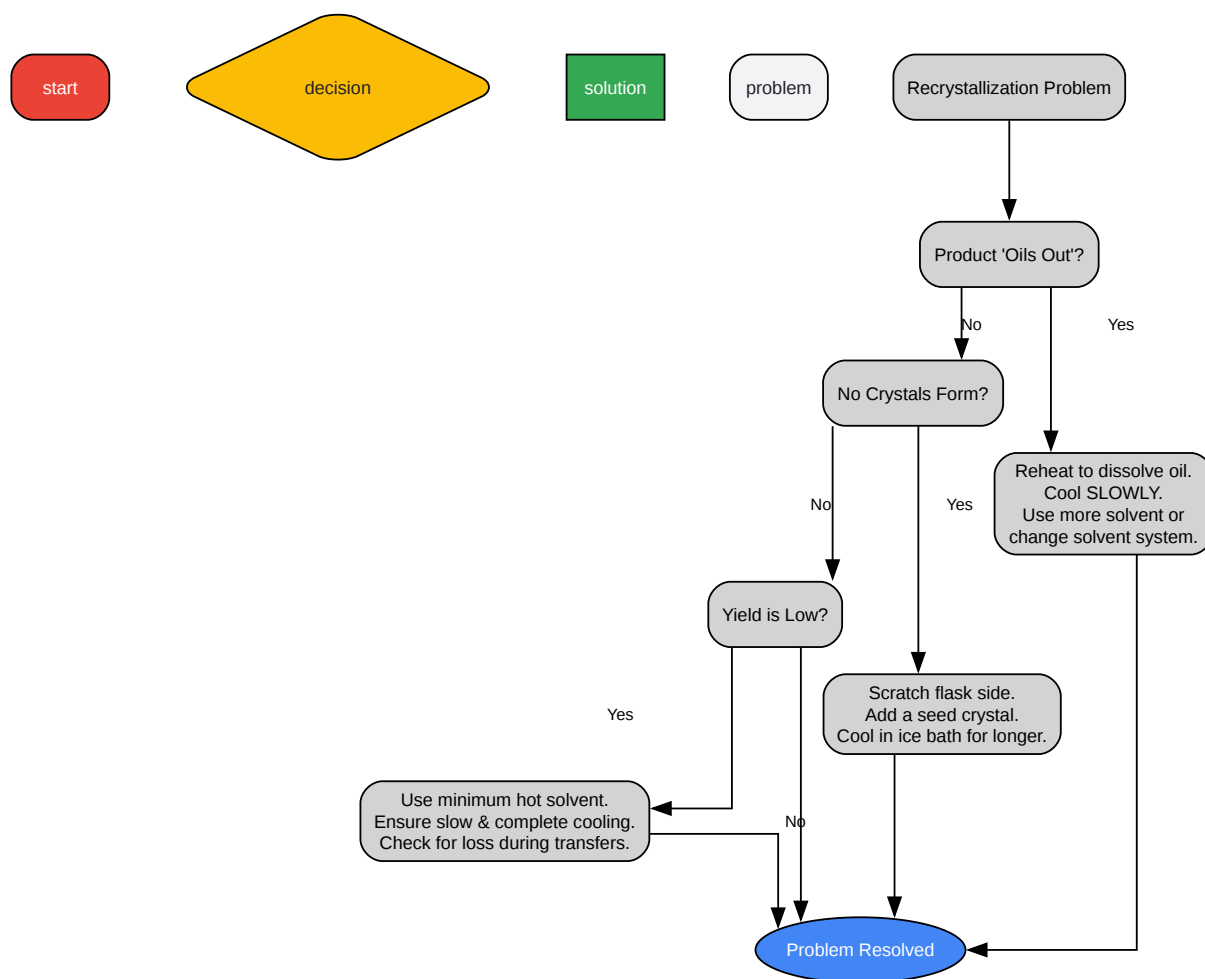 start
decision
solution
problem
Recrystallization Problem
Product 'Oils Out'?
No
Yes
No Crystals Form?
Reheat to dissolve oil.
Cool SLOWLY.
Use more solvent or
change solvent system.
No
Yes
Yield is Low?
Scratch flask side.
Add a seed crystal.
Cool in ice bath for longer.
Yes
Use minimum hot solvent.
Ensure slow & complete cooling.
Check for loss during transfers.
No
Problem Resolved